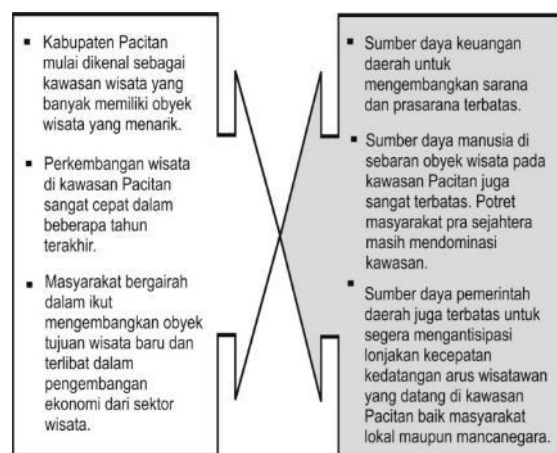 ▪ Kabupaten Pacitan
mulai dikenal sebagai
kawasan wisata yang
banyak memiliki obyek
wisata yang menarik.
▪ Perkembangan wisata
di kawasan Pacitan
sangat cepat dalam
beberapa tahun
terakhir.
▪ Masyarakat bergairah
dalam ikut
mengembangkan obyek
tujuan wisata baru dan
terlibat dalam
pengembangan
ekonomi dari sektor
wisata.
▪ Sumber daya keuangan
daerah untuk
mengembangkan sarana
dan prasarana terbatas.
▪ Sumber daya manusia di
sebaran obyek wisata pada
kawasan Pacitan juga
sangat terbatas. Potret
masyarakat pra sejahtera
masih mendominasi
kawasan.
▪ Sumber daya pemerintah
daerah juga terbatas untuk
segera mengantisipasi
lonjakan kecepatan
kedatangan arus wisatawan
yang datang di kawasan
Pacitan baik masyarakat
lokal maupun mancanegara.